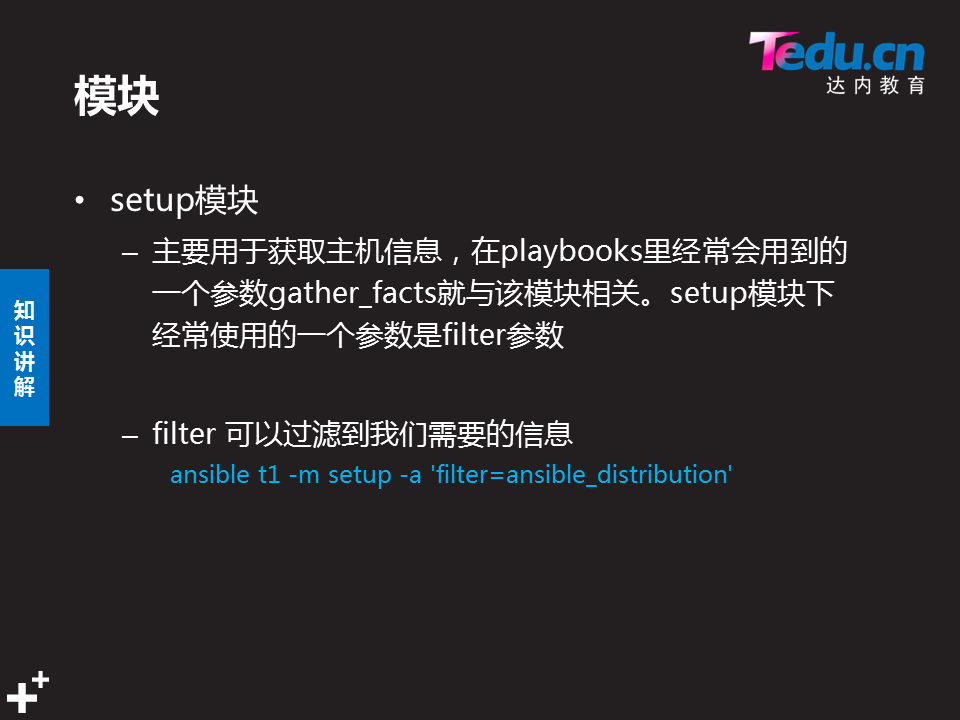 Tedu.cn
达内教育
模块
• setup模块
– 主要用于获取主机信息，在playbooks里经常会用到的
一个参数gather_facts就与该模块相关。setup模块下
经常使用的一个参数是filter参数
知识讲解
– filter 可以过滤到我们需要的信息
ansible t1 -m setup -a 'filter=ansible_distribution'